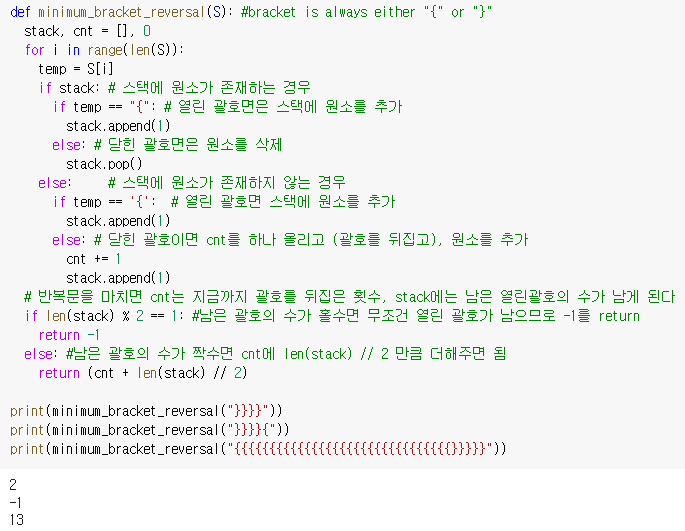 def minimum_bracket_reversal(S): #bracket is always either "{" or "}"
  stack, cnt = [], 0
  for i in range(len(S)):
    temp = S[i]
    if stack: # 스택에 원소가 존재하는 경우
      if temp == "{": # 열린 괄호면은 스택에 원소를 추가
        stack.append(1)
      else: # 닫힌 괄호면은 원소를 삭제
        stack.pop()
    else:     # 스택에 원소가 존재하지 않는 경우
      if temp == '{':  # 열린 괄호면 스택에 원소를 추가
        stack.append(1)
      else: # 닫힌 괄호이면 cnt를 하나 올리고 (괄호를 뒤집고), 원소를 추가
        cnt += 1
        stack.append(1)
  # 반복문을 마치면 cnt는 지금까지 괄호를 뒤집은 횟수, stack에는 남은 열린괄호의 수가 남게 된다
  if len(stack) % 2 == 1: #남은 괄호의 수가 홀수면 무조건 열린 괄호가 남으므로 -1를 return
    return -1
  else: #남은 괄호의 수가 짝수면 cnt에 len(stack) // 2 만큼 더해주면 됨
    return (cnt + len(stack) // 2)
print(minimum_bracket_reversal("}}}}"))
print(minimum_bracket_reversal("}}}}{"))
print(minimum_bracket_reversal("{{{{{{{{{{{{{{{{{{{{{{{{{{{{{{{}}}}}"))
2
-1
13